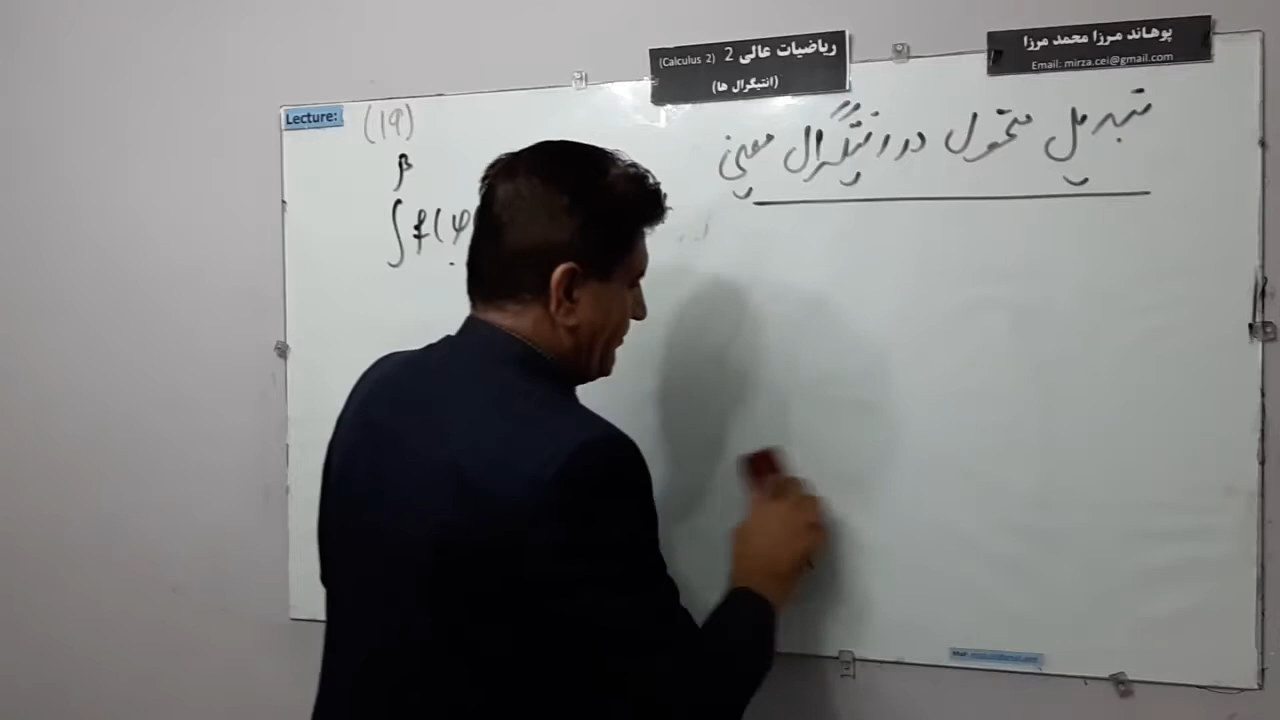 ریاضیات عالی 2 (Calculus 2)
(انتیگرال ها)
پوهاند مرزا محمد مرزا
Email: mirza.cei@gmail.com
Lecture: (19)
تبدیل متحول در انتیگرال معین
β
∫ f(φ